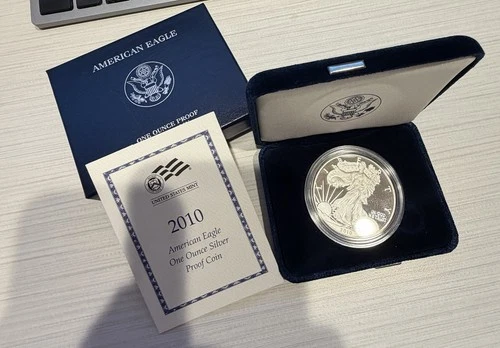 AMERICAN EAGLE
ONE OUNCE PROOF
UNITED STATES MINT
2010
American Eagle
One Ounce Silver
Proof Coin